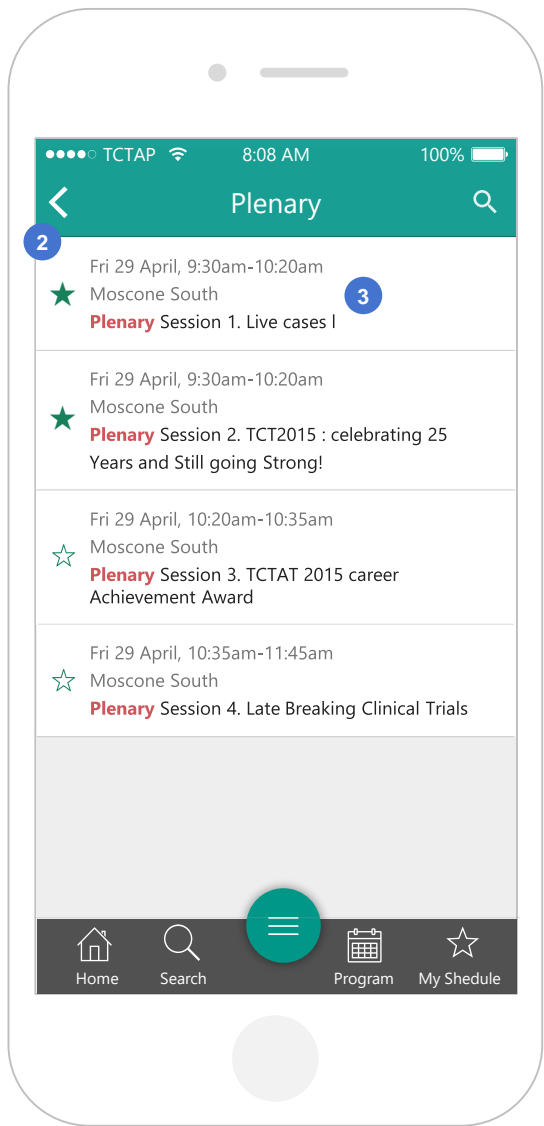 TCTAP 8:08 AM 100%
Plenary
2
Fri 29 April, 9:30am-10:20am
Moscone South
3
Plenary Session 1. Live cases l
Fri 29 April, 9:30am-10:20am
Moscone South
Plenary Session 2. TCT2015 : celebrating 25
Years and Still going Strong!
Fri 29 April, 10:20am-10:35am
Moscone South
Plenary Session 3. TCTAT 2015 career
Achievement Award
Fri 29 April, 10:35am-11:45am
Moscone South
Plenary Session 4. Late Breaking Clinical Trials
Home Search Program My Shedule